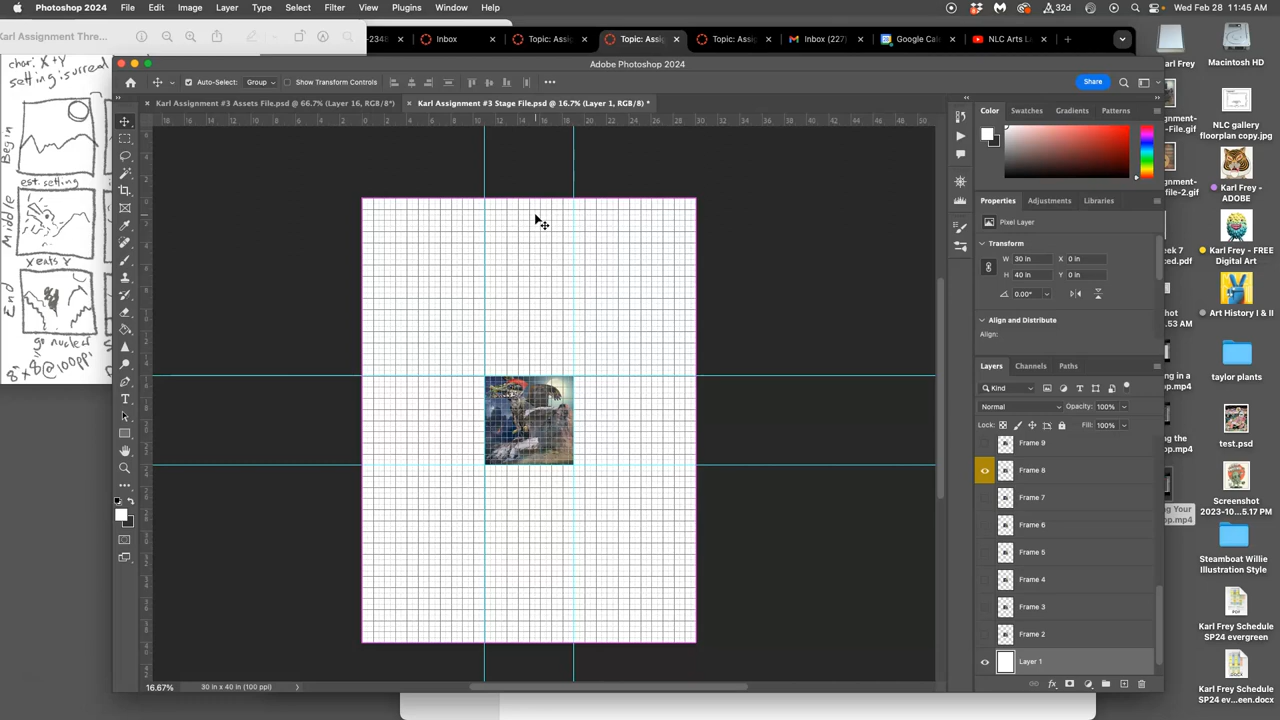 Photoshop 2024 File Edit Image Layer Type Select Filter View Plugins Window Help
32d
Wed Feb 28 11:45 AM
Karl Assignment Thre...
Inbox
Topic: Assig
Topic: Assig
Topic: Assig
Gmail Inbox (227)
Google Cal
NLC Arts L
Adobe Photoshop 2024
Auto-Select: Group
Show Transform Controls
Share
Karl Assignment #3 Assets File.psd @ 66.7% (Layer 16, RGB/8*)
Karl Assignment #3 Stage File.psd @ 16.7% (Layer 1, RGB/8) *
char: X + Y
setting is surreal
Begin
est. setting
Middle
X eats Y
End
go nuclear
8"x8"@100ppi
Color Swatches Gradients Patterns
Properties Adjustments Libraries
Pixel Layer
Transform
W 30 in X 0 in
H 40 in Y 0 in
0.00°
Align and Distribute
Align:
Layers Channels Paths
Kind
Normal Opacity: 100%
Lock: Fill: 100%
Frame 9
Frame 8
Frame 7
Frame 6
Frame 5
Frame 4
Frame 3
Frame 2
Layer 1
16.67% 30 in x 40 in (100 ppi)
Macintosh HD
NLC gallery
floorplan copy.jpg
Karl Frey -
ADOBE
Karl Frey - FREE
Digital Art
Art History I & II
taylor plants
test.psd
Screenshot
2023-10...5.17 PM
Steamboat Willie
Illustration Style
Karl Frey Schedule
SP24 evergreen
Karl Frey Schedule
SP24 ev...een.docx